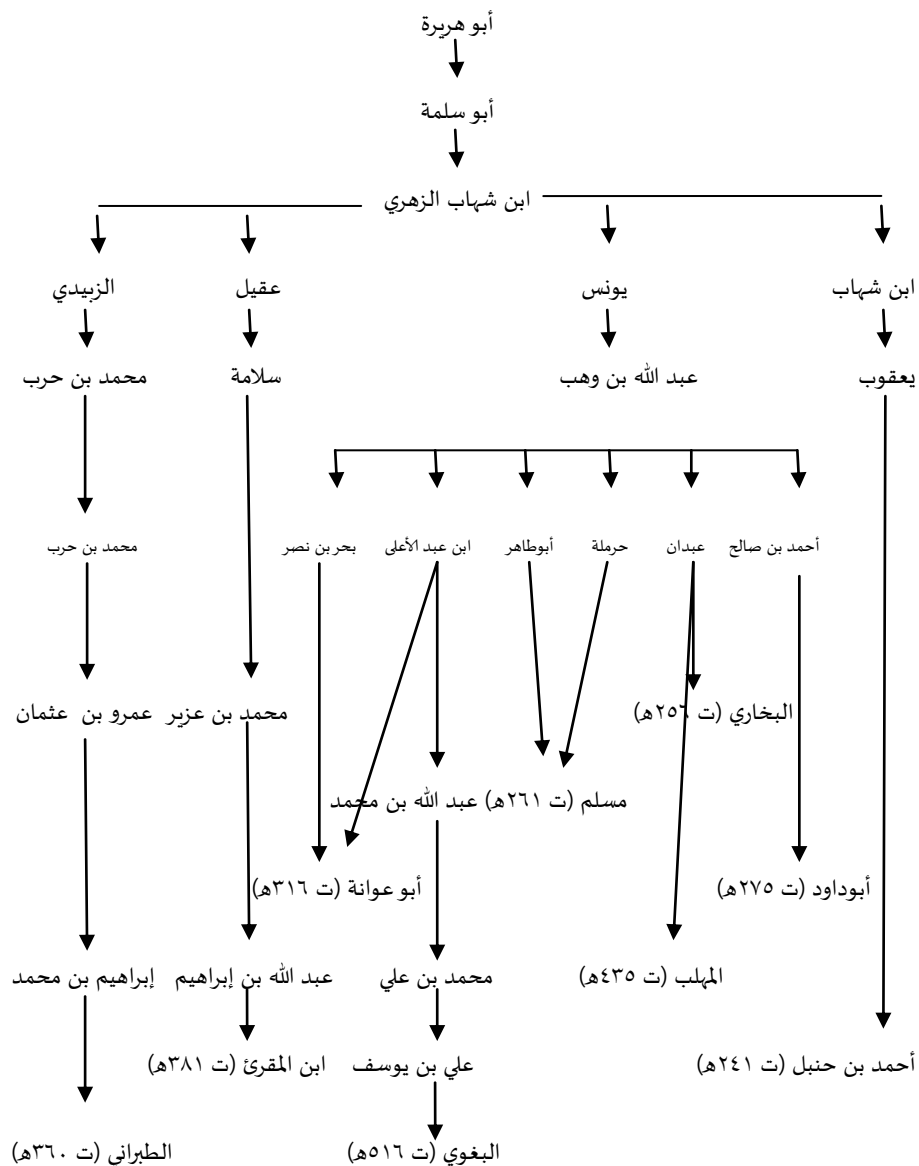 أبو هريرة
أبو سلمة
ابن شهاب الزهري
ابن شهاب يونس عقيل الزبيدي
يعقوب عبد الله بن وهب سلامة محمد بن حرب
أحمد بن صالح عبدان حرملة أبوطاهر ابن عبد الأعلى بحر بن نصر محمد بن حرب
البخاري (ت ٢٥٦هـ) محمد بن عزير عمرو بن عثمان
مسلم (ت ٢٦١هـ) عبد الله بن محمد
أبوداود (ت ٢٧٥هـ) أبو عوانة (ت ٣١٦هـ)
المهلب (ت ٤٣٥هـ) محمد بن علي عبد الله بن إبراهيم إبراهيم بن محمد
أحمد بن حنبل (ت ٢٤١هـ) علي بن يوسف ابن المقرئ (ت ٣٨١هـ)
البغوي (ت ٥١٦هـ) الطبراني (ت ٣٦٠هـ)